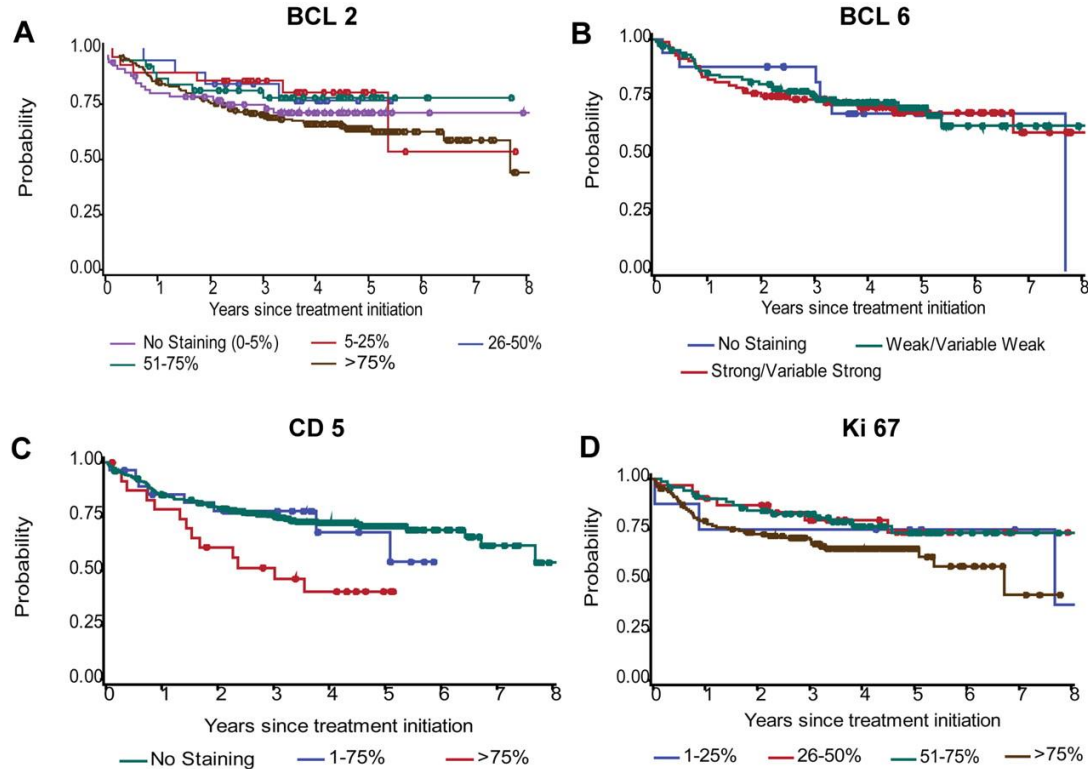 A
BCL 2
1.00
0.75
0.50
0.25
0.00
Probability
0 1 2 3 4 5 6 7 8
Years since treatment initiation
No Staining (0-5%) 5-25% 26-50%
51-75% >75%
B
BCL 6
1.00
0.75
0.50
0.25
0.00
Probability
0 1 2 3 4 5 6 7 8
Years since treatment initiation
No Staining Weak/Variable Weak
Strong/Variable Strong
C
CD 5
1.00
0.75
0.50
0.25
0.00
Probability
0 1 2 3 4 5 6 7 8
Years since treatment initiation
No Staining 1-75% >75%
D
Ki 67
1.00
0.75
0.50
0.25
0.00
Probability
0 1 2 3 4 5 6 7 8
Years since treatment initiation
1-25% 26-50% 51-75% >75%